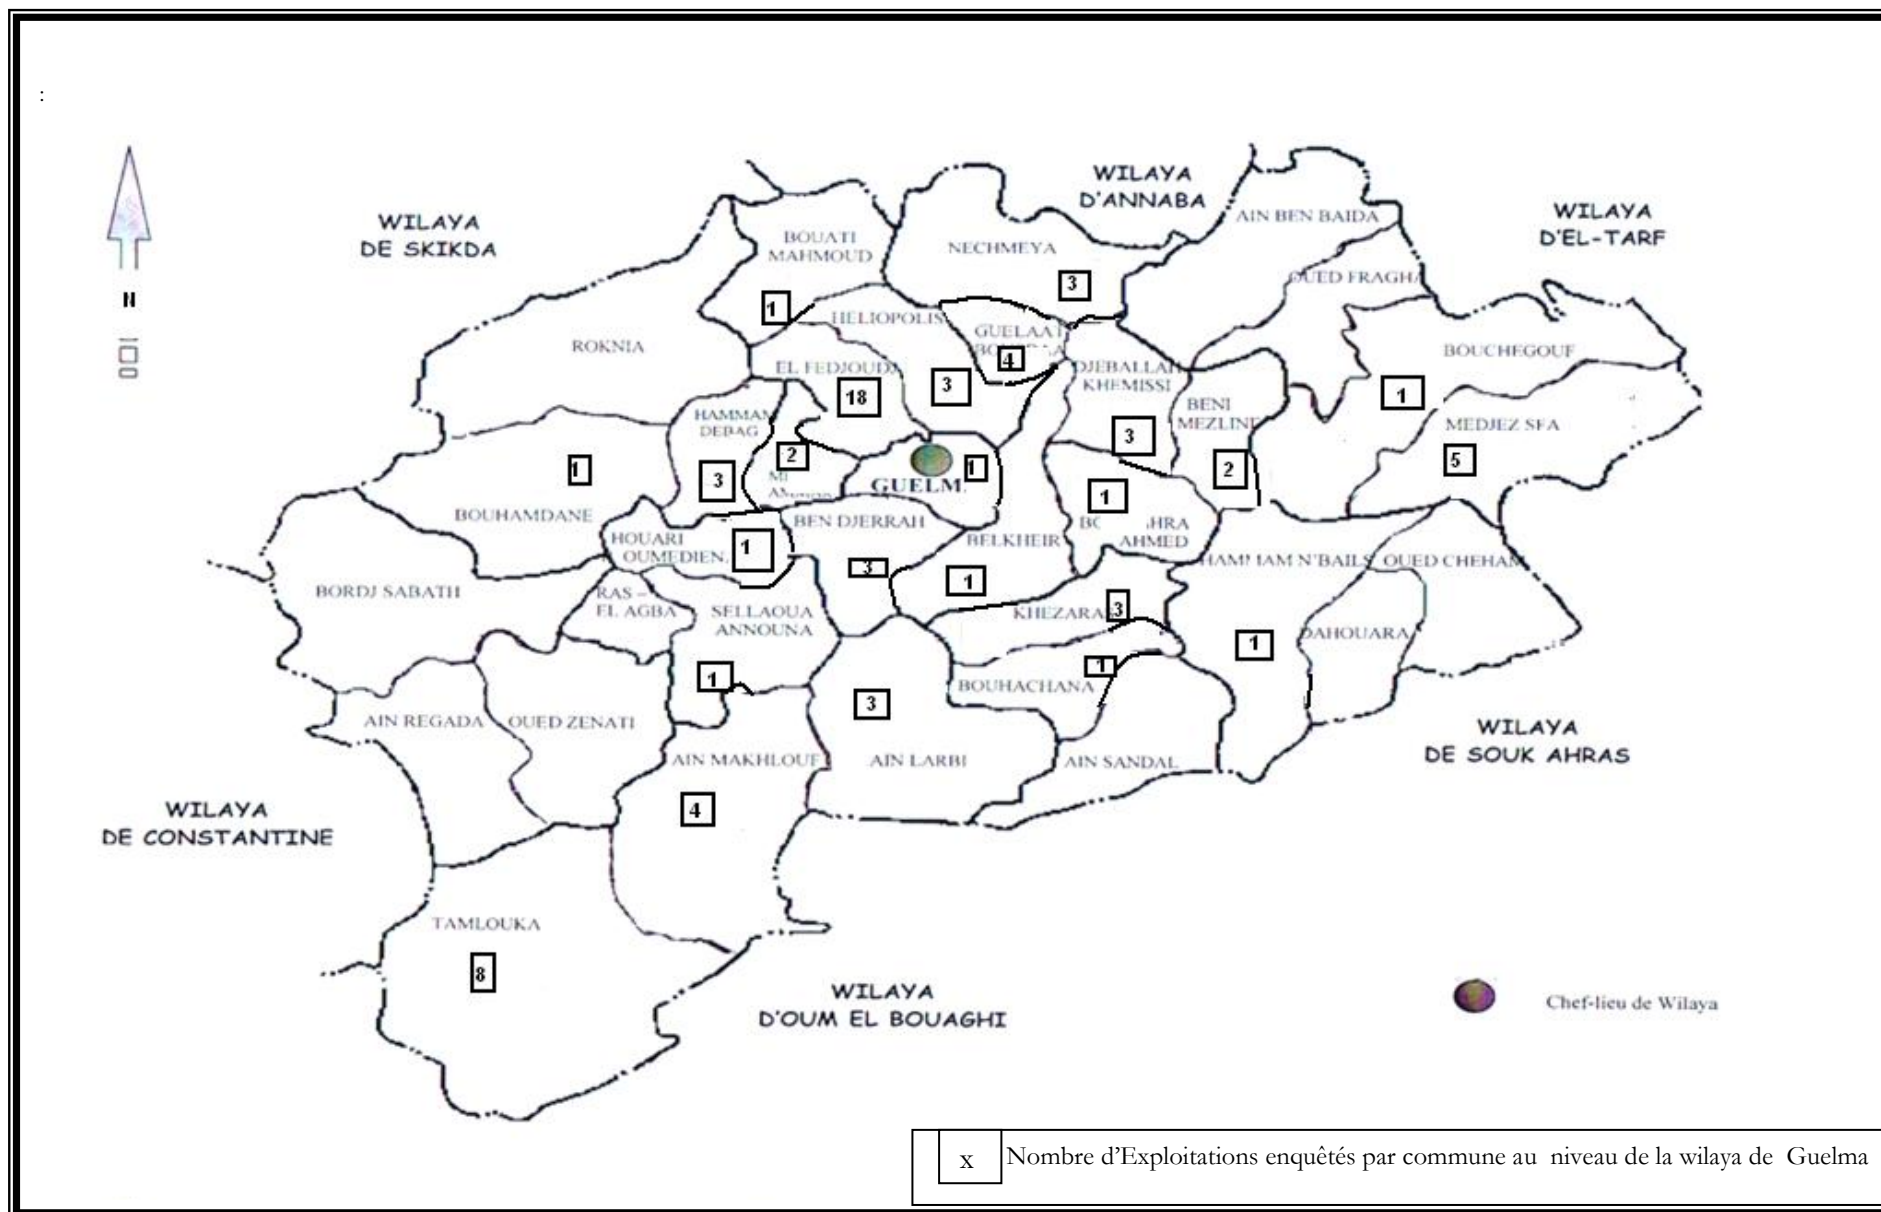 :
WILAYA
D'ANNABA
WILAYA
DE SKIKDA
WILAYA
D'EL-TARF
AIN BEN BAIDA
BOUATI
MAHMOUD
NECHMEYA
OUED FRAGHA
3
N
1
HELIOPOLIS
GUELAAT
4
ROKNIA
BOUCHEGOUF
EL FEDJOUDJ
18
3
DJEBALLAH
KHEMISSI
1
HAMMAM
DEBAG
BENI
MEZLINE
MEDJEZ SFA
3
5
2
1
1
3
2
GUELM
1
BOUHAMDANE
BEN DJERRAH
AHMED
HOUARI
OUMEDIEN
1
BELKHEIR
HAMMAM N'BAILS
OUED CHEHAM
3
1
BORDJ SABATH
RAS –
EL AGBA
SELLAOUA
ANNOUNA
KHEZARA
3
DAHOUARA
1
1
1
BOUHACHANA
3
AIN REGADA
OUED ZENATI
WILAYA
DE SOUK AHRAS
AIN MAKHLOUF
AIN LARBI
AIN SANDAL
4
WILAYA
DE CONSTANTINE
TAMLOUKA
8
WILAYA
D'OUM EL BOUAGHI
Chef-lieu de Wilaya
x Nombre d'Exploitations enquêtés par commune au niveau de la wilaya de Guelma